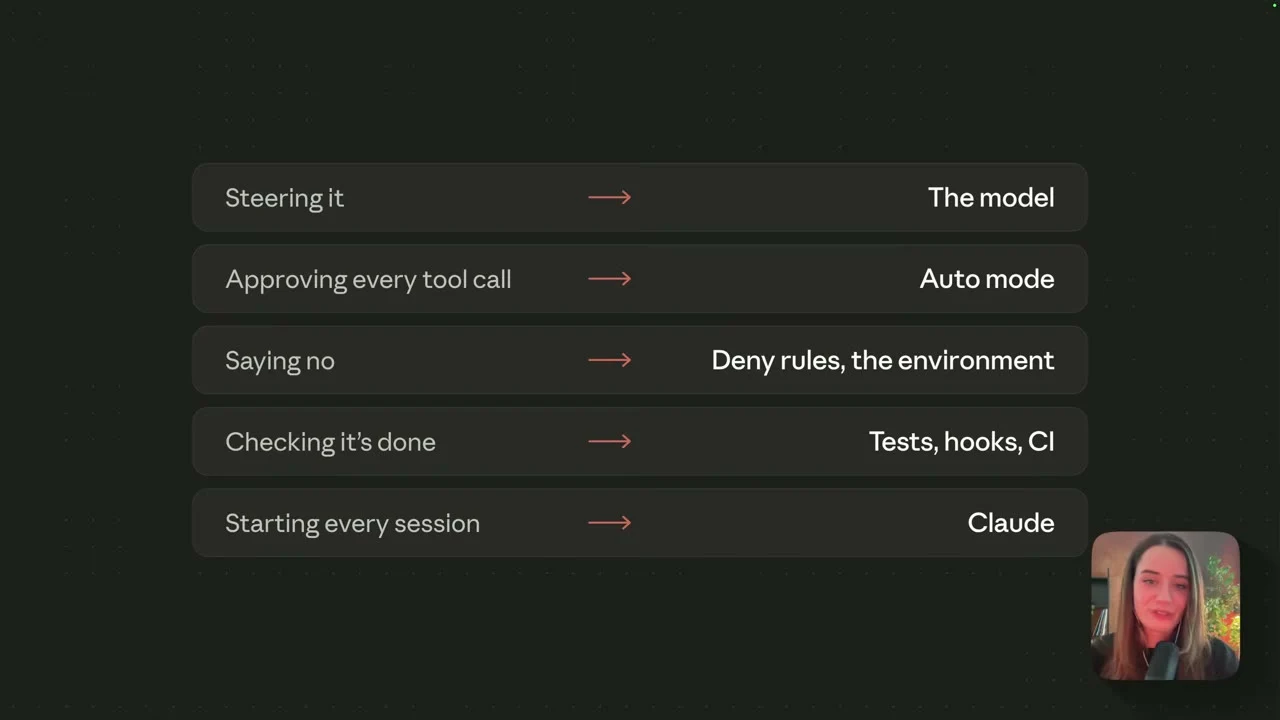 Steering it → The model
Approving every tool call → Auto mode
Saying no → Deny rules, the environment
Checking it's done → Tests, hooks, CI
Starting every session → Claude